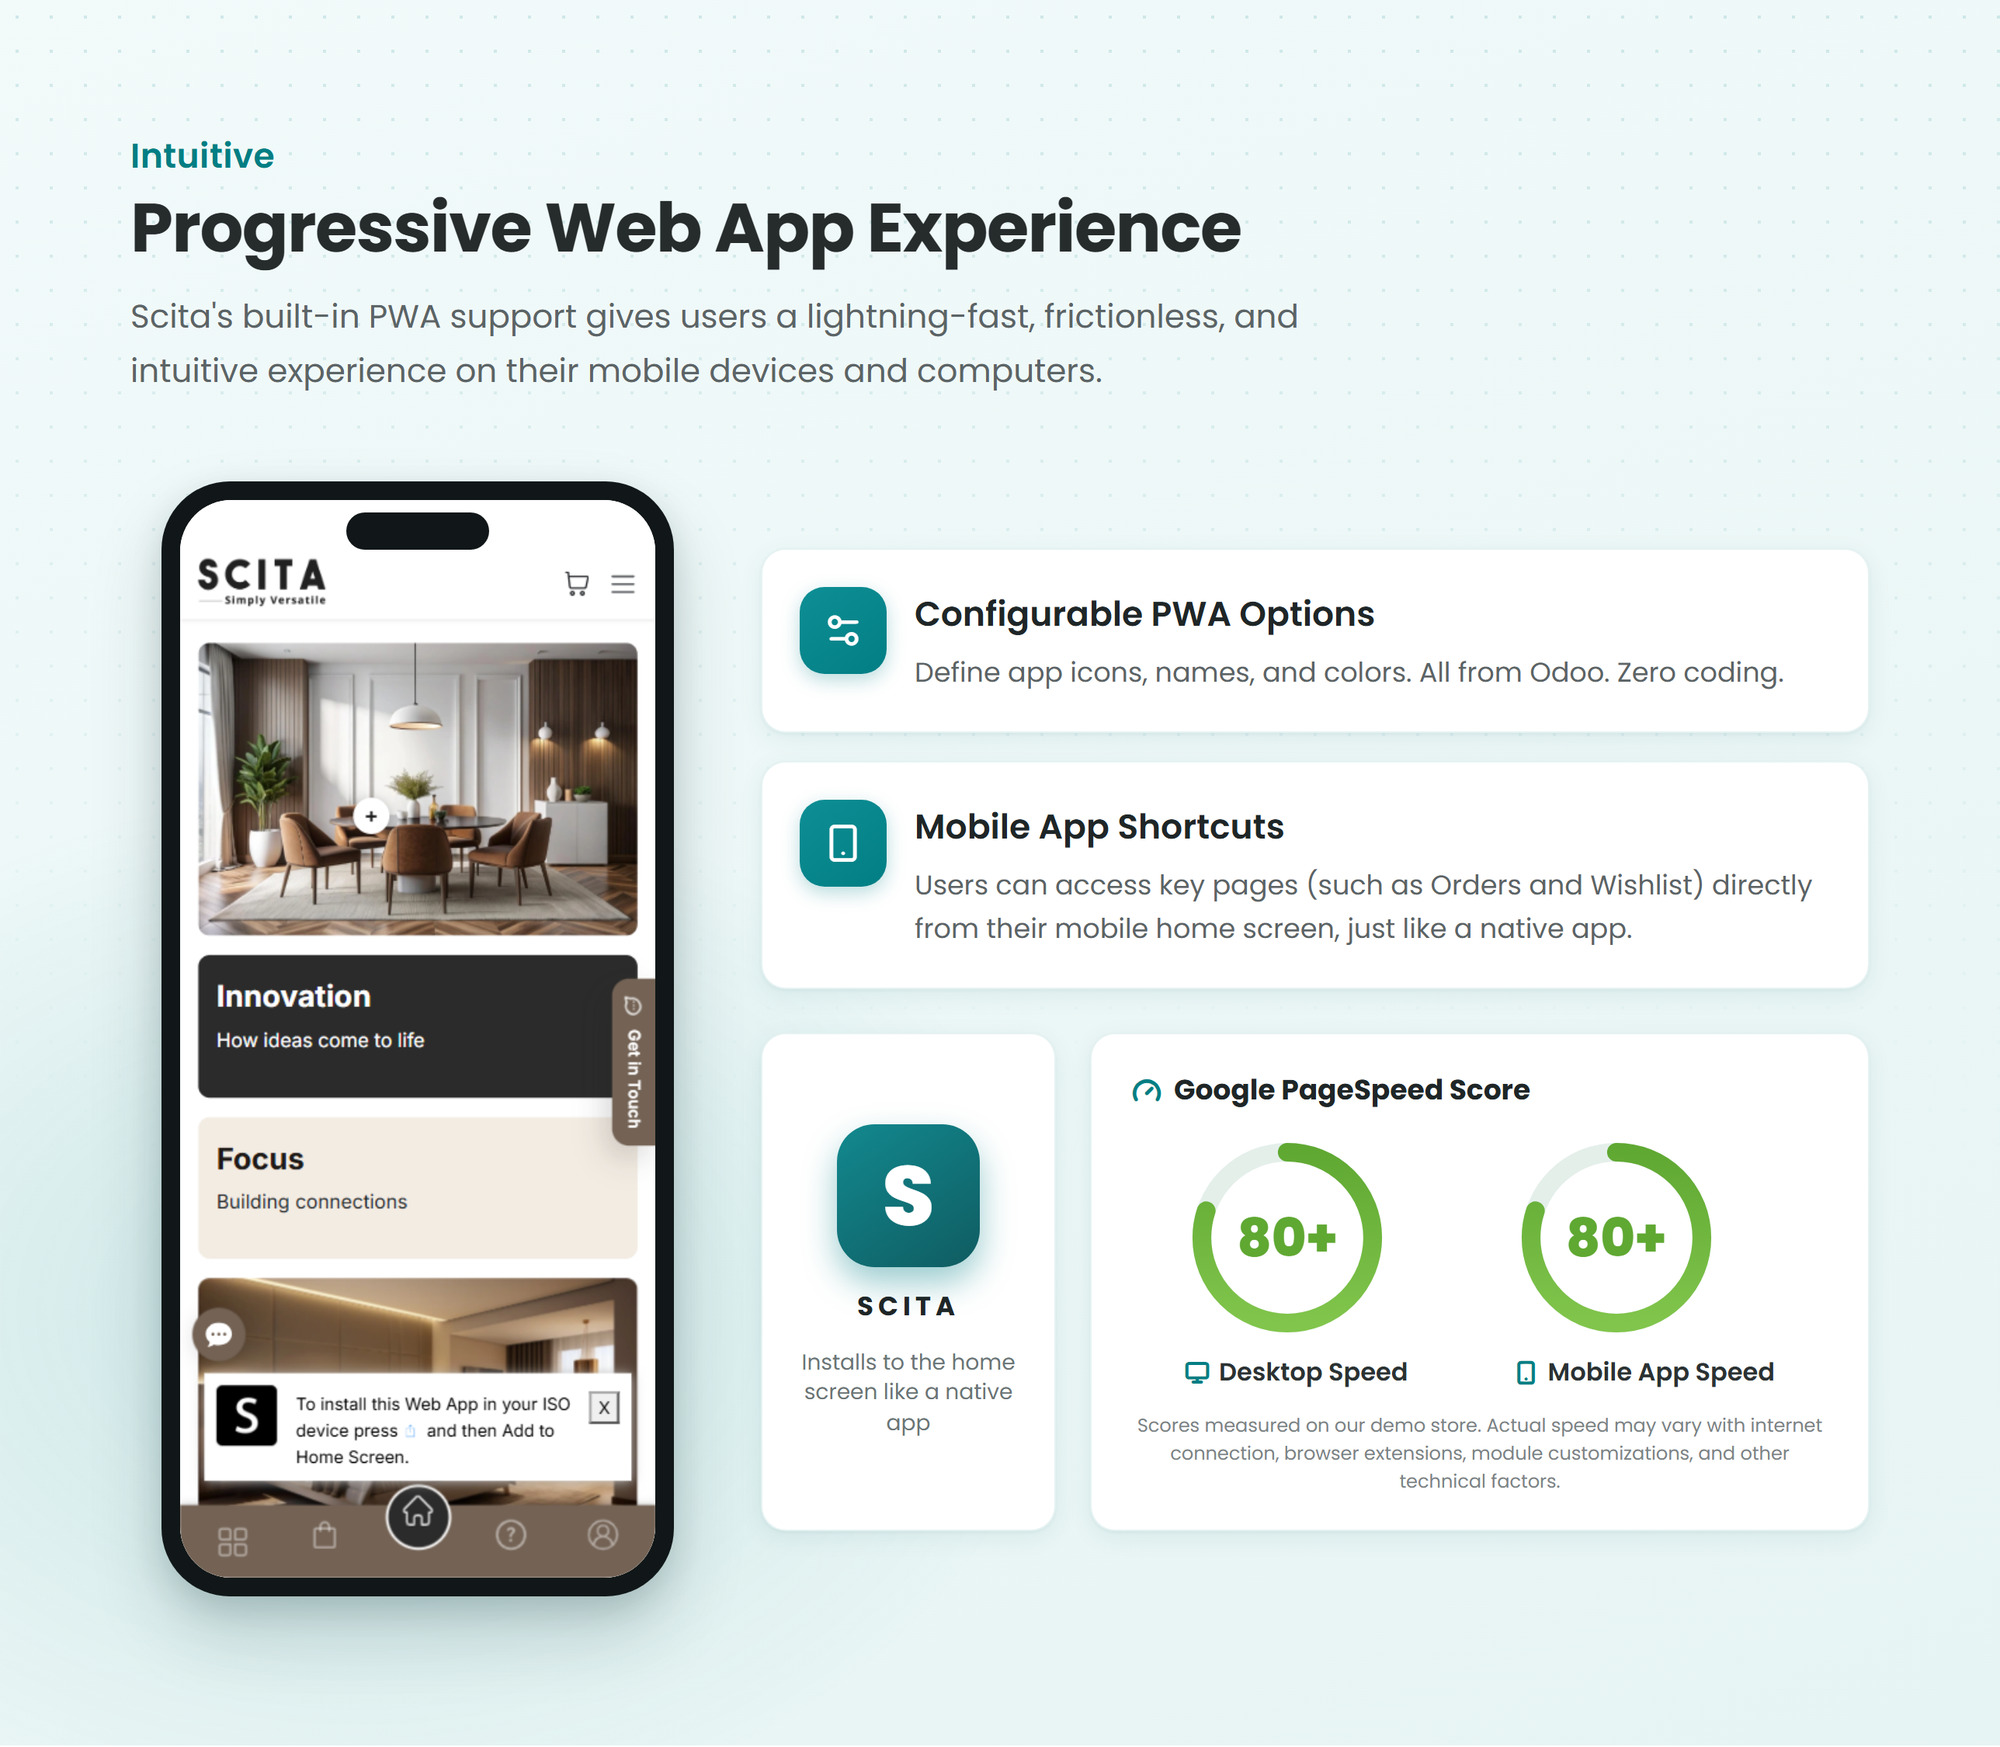 Intuitive
Progressive Web App Experience
Scita's built-in PWA support gives users a lightning-fast, frictionless, and
intuitive experience on their mobile devices and computers.
SCITA
Simply Versatile
+
Innovation
How ideas come to life
Get in Touch
Focus
Building connections
S
To install this Web App in your ISO
device press and then Add to
Home Screen.
X
?
Configurable PWA Options
Define app icons, names, and colors. All from Odoo. Zero coding.
Mobile App Shortcuts
Users can access key pages (such as Orders and Wishlist) directly
from their mobile home screen, just like a native app.
S
SCITA
Installs to the home
screen like a native
app
Google PageSpeed Score
80+
80+
Desktop Speed
Mobile App Speed
Scores measured on our demo store. Actual speed may vary with internet
connection, browser extensions, module customizations, and other
technical factors.